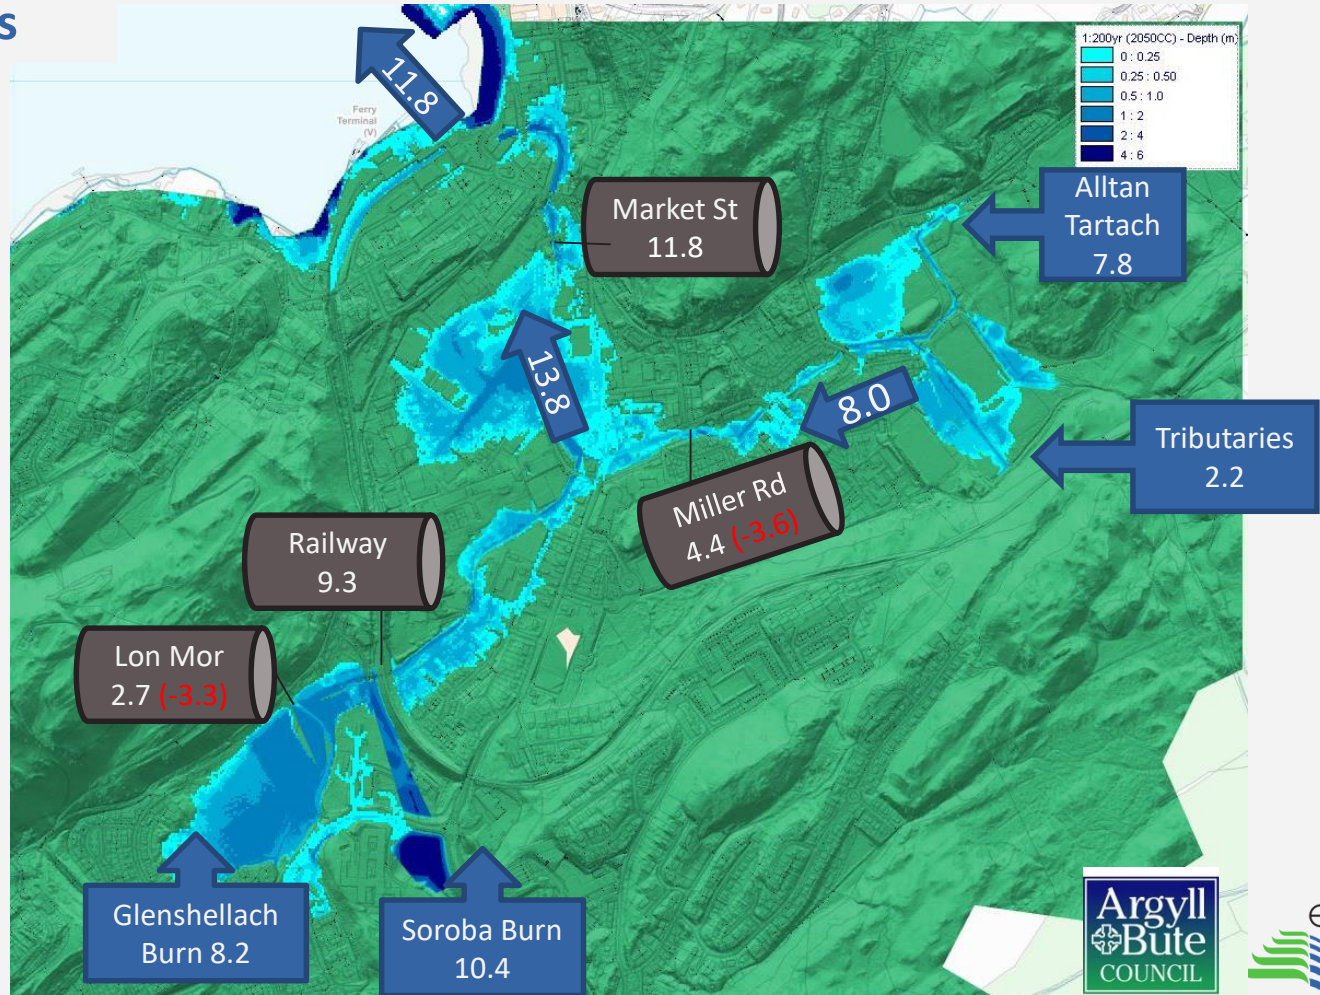 s
11.8
Ferry
Terminal
(V)
1:200yr (2050CC) - Depth (m)
0 : 0.25
0.25 : 0.50
0.5 : 1.0
1 : 2
2 : 4
4 : 6
Market St
11.8
Alltan
Tartach
7.8
13.8
8.0
Tributaries
2.2
Miller Rd
4.4 (-3.6)
Railway
9.3
Lon Mor
2.7 (-3.3)
Glenshellach
Burn 8.2
Soroba Burn
10.4
Argyll
&Bute
COUNCIL